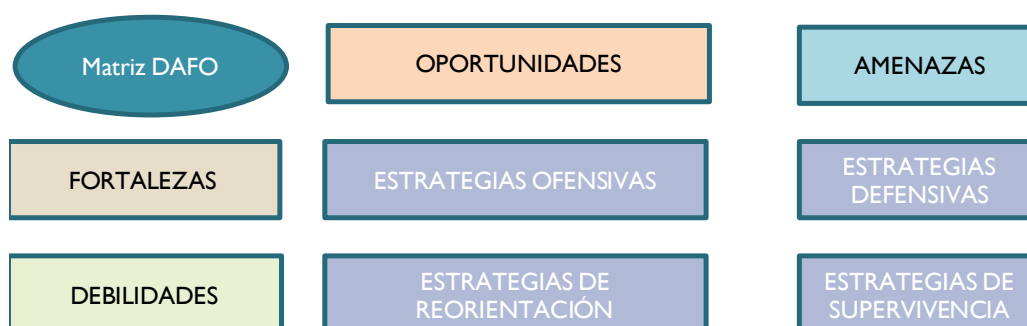 Matriz DAFO
OPORTUNIDADES
AMENAZAS
FORTALEZAS
ESTRATEGIAS OFENSIVAS
ESTRATEGIAS
DEFENSIVAS
DEBILIDADES
ESTRATEGIAS DE
REORIENTACIÓN
ESTRATEGIAS DE
SUPERVIVENCIA